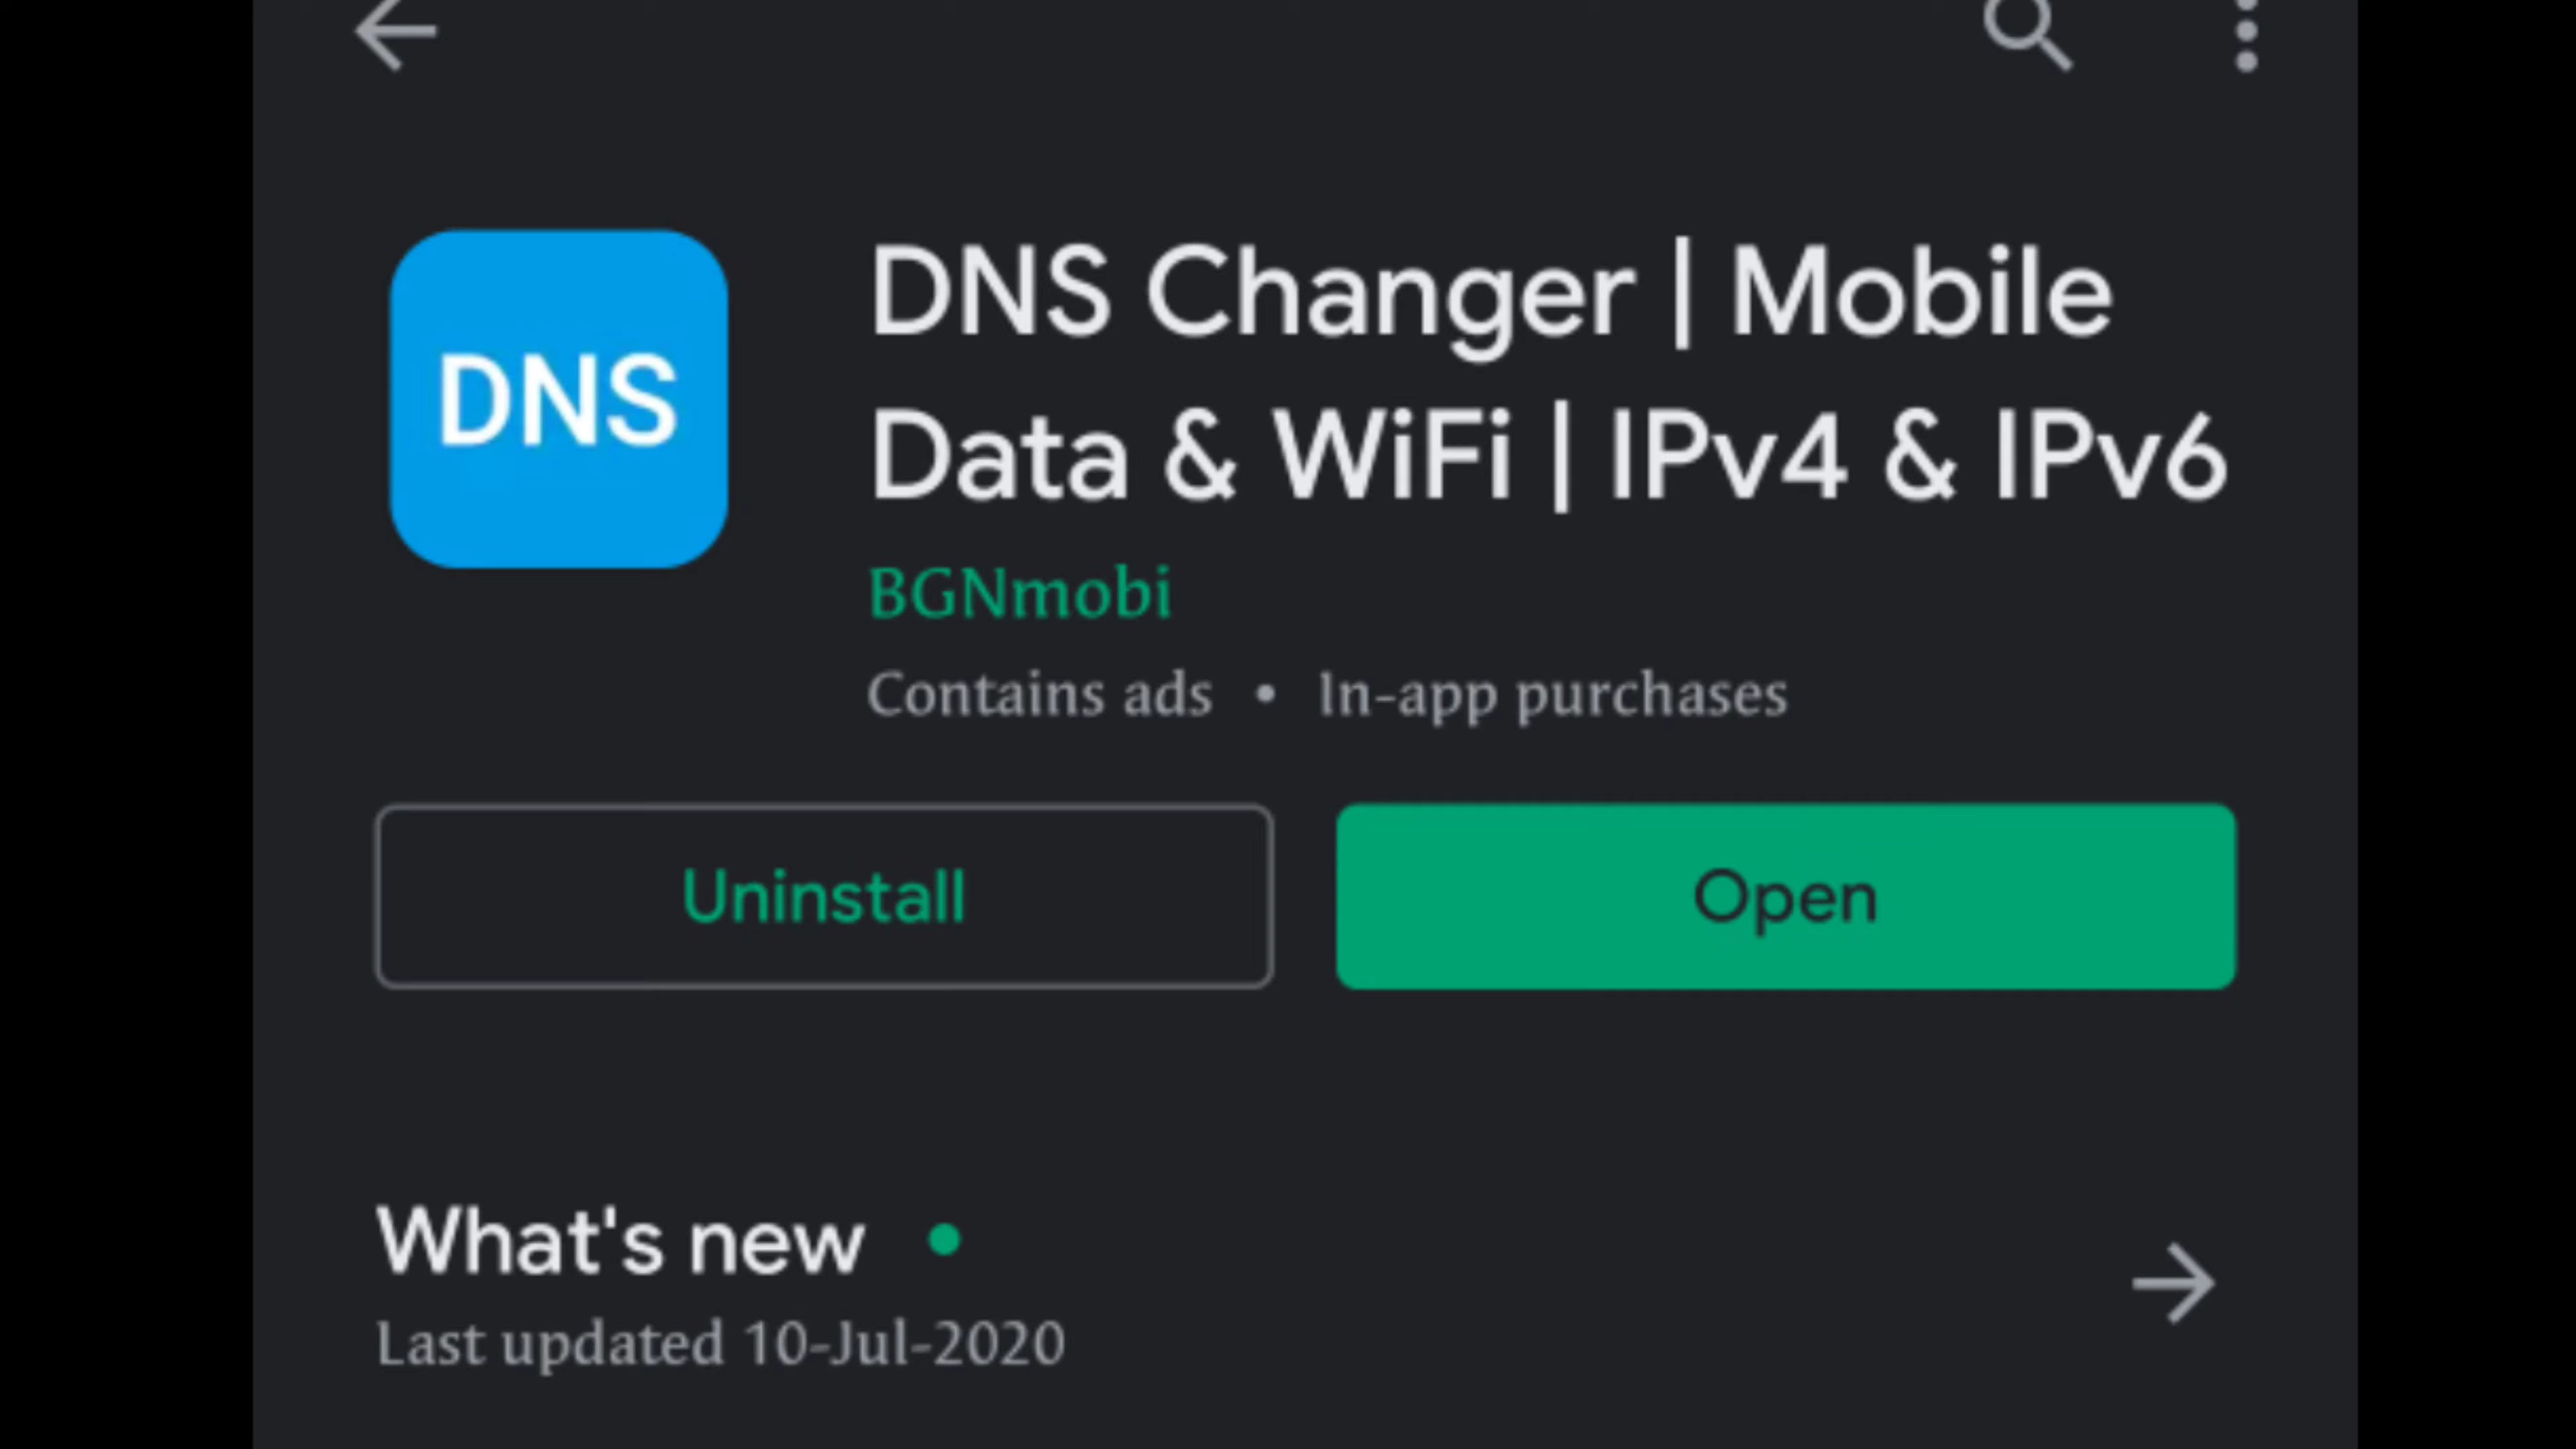 DNS
DNS Changer | Mobile
Data & WiFi | IPv4 & IPv6
BGNmobi
Contains ads • In-app purchases
Uninstall
Open
What's new
Last updated 10-Jul-2020